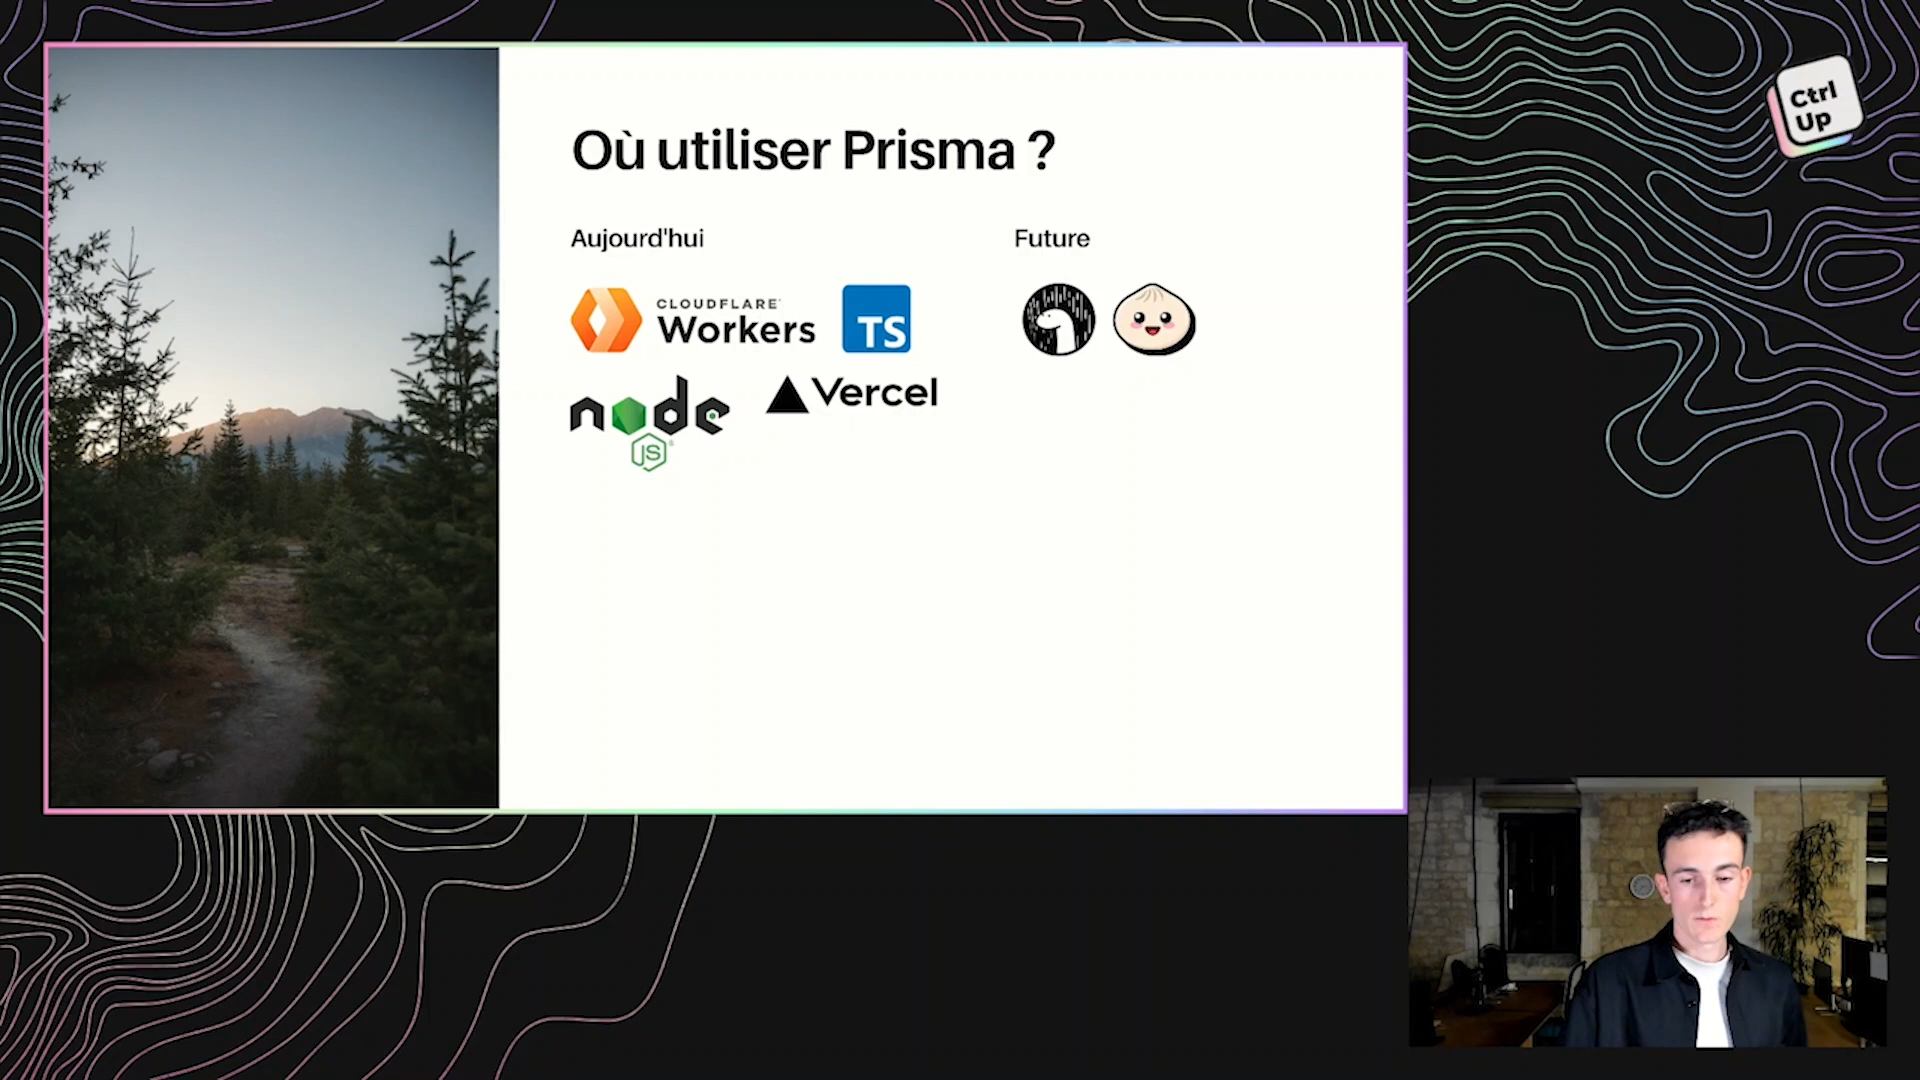 Où utiliser Prisma ?
Aujourd'hui
Future
CLOUDFLARE
Workers
TS
node
JS
Vercel
Ctrl
Up